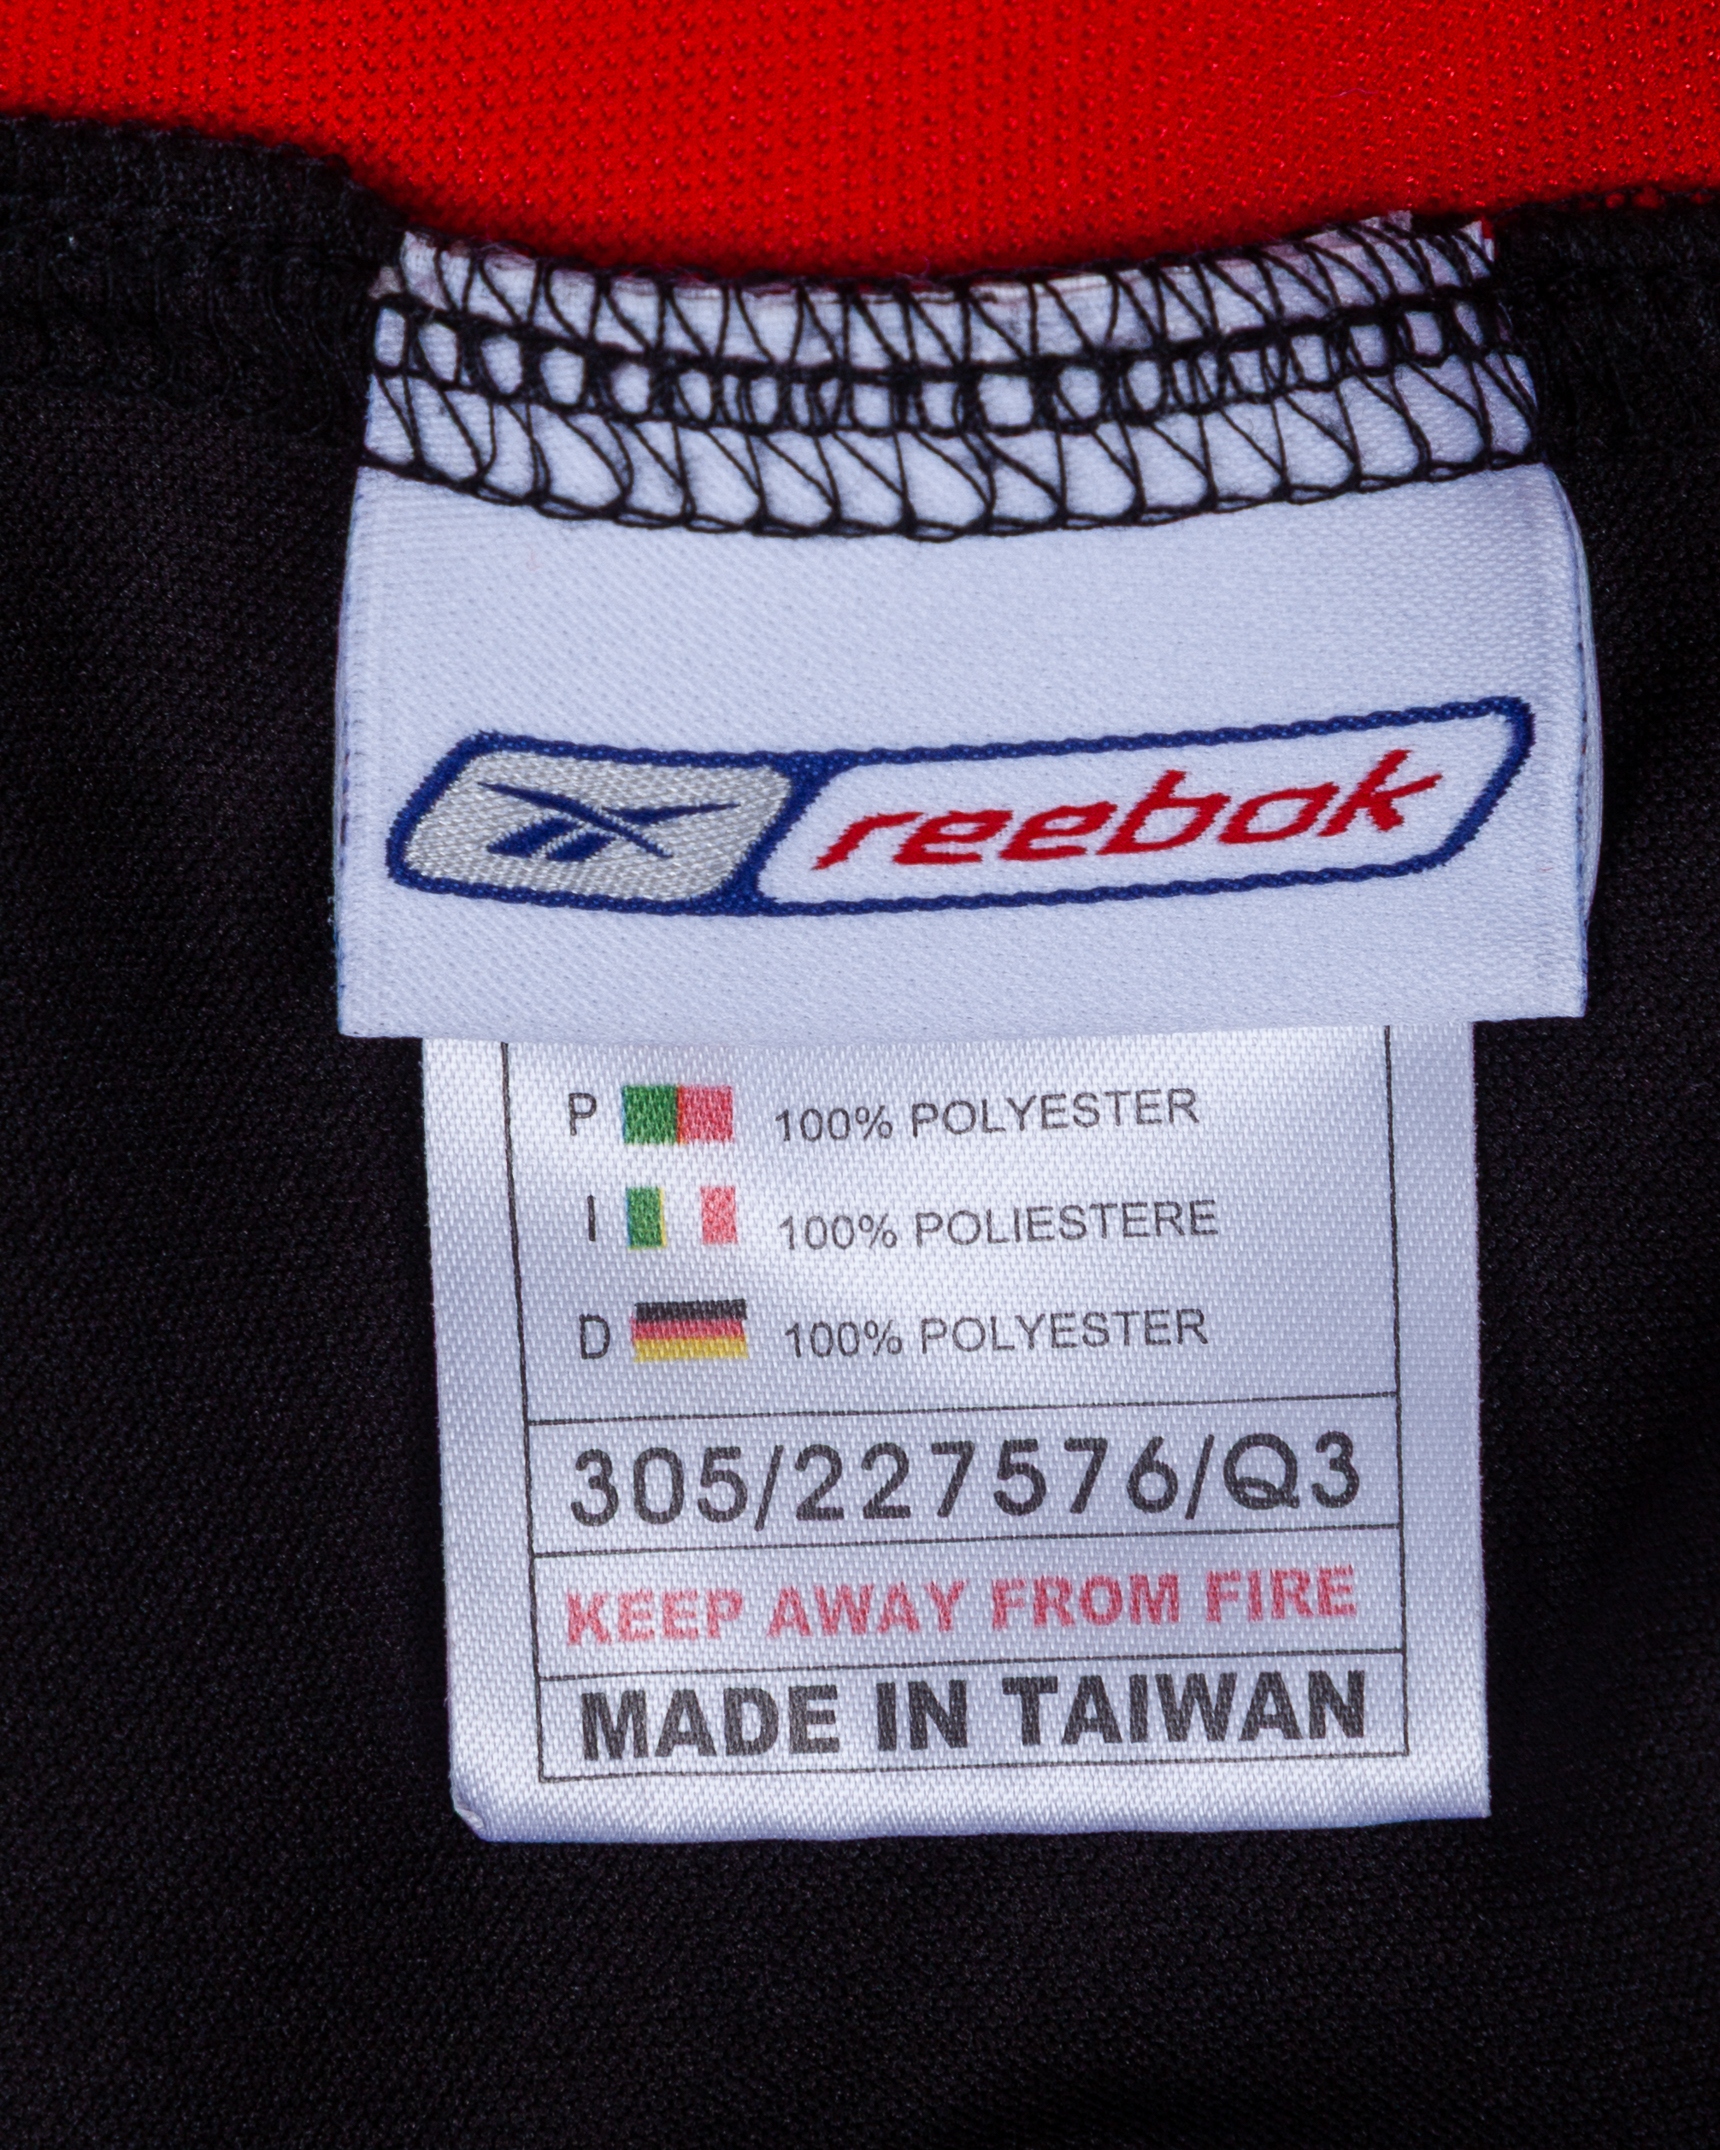 reebok
P 100% POLYESTER
I 100% POLIESTERE
D 100% POLYESTER
305/227576/Q3
KEEP AWAY FROM FIRE
MADE IN TAIWAN